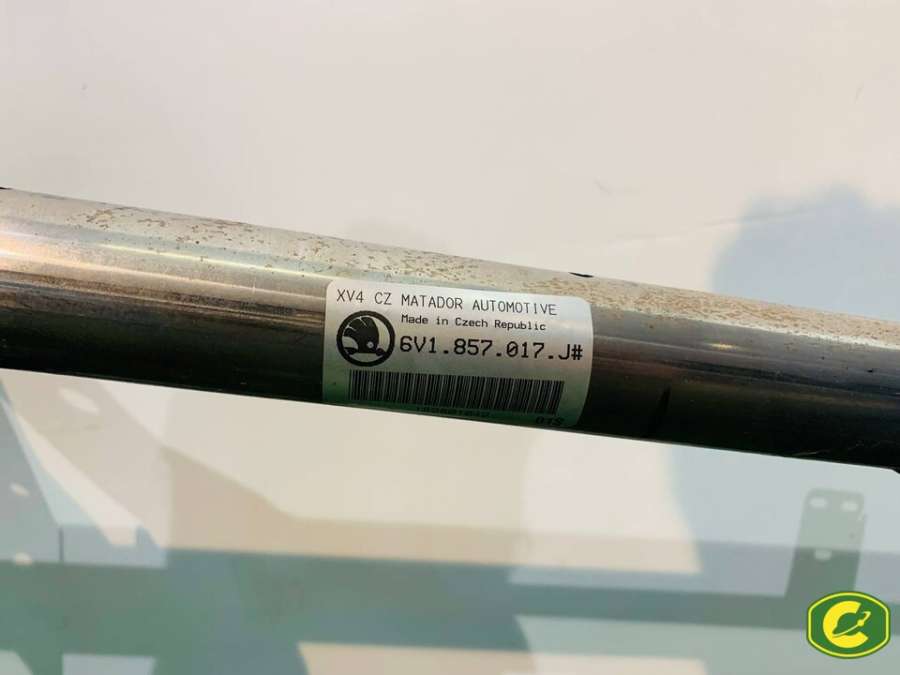 XV4 CZ MATADOR AUTOMOTIVE
Made in Czech Republic
6V1.857.017.J#